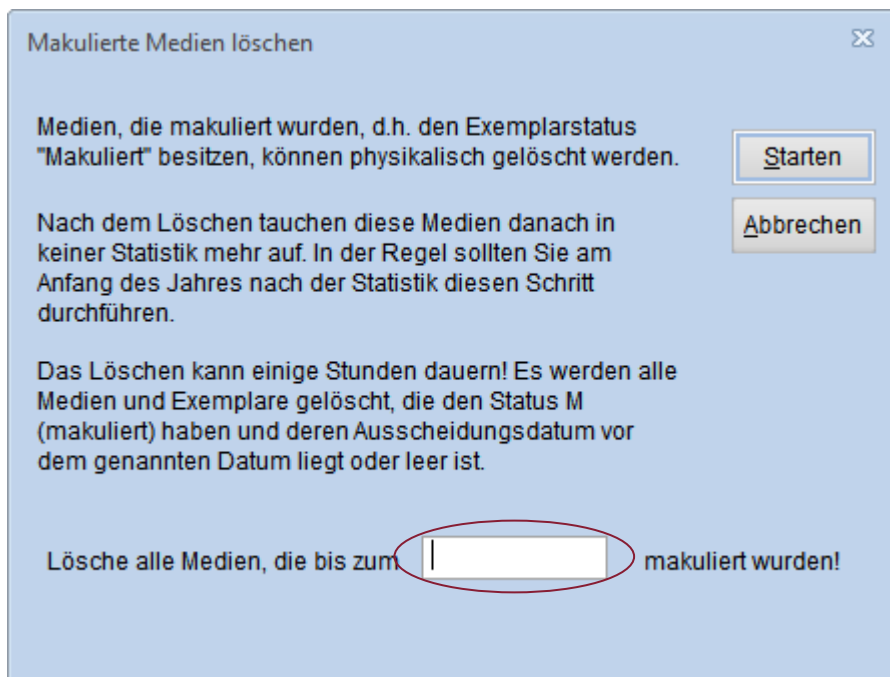 Makulierte Medien löschen
Medien, die makuliert wurden, d.h. den Exemplarstatus
"Makuliert" besitzen, können physikalisch gelöscht werden.
Starten
Nach dem Löschen tauchen diese Medien danach in
keiner Statistik mehr auf. In der Regel sollten Sie am
Anfang des Jahres nach der Statistik diesen Schritt
durchführen.
Abbrechen
Das Löschen kann einige Stunden dauern! Es werden alle
Medien und Exemplare gelöscht, die den Status M
(makuliert) haben und deren Ausscheidungsdatum vor
dem genannten Datum liegt oder leer ist.
Lösche alle Medien, die bis zum makuliert wurden!